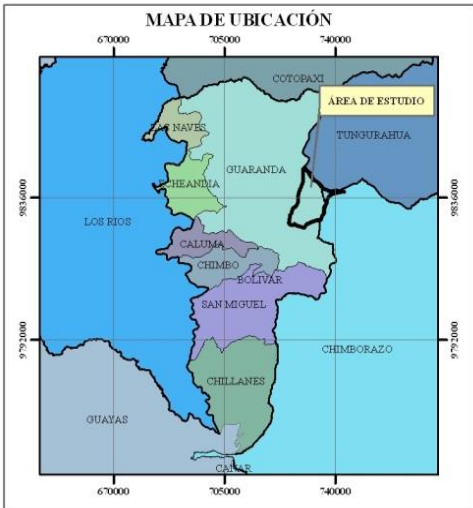 MAPA DE UBICACIÓN
670000 705000 740000
COTOPAXI
ÁREA DE ESTUDIO
LAS NAVES
TUNGURAHUA
GUARANDA
ECHEANDIA
9836000 9836000
LOS RIOS
CALUMA
CHIMBO
BOLIVAR
SAN MIGUEL
9792000 9792000
CHIMBORAZO
CHILLANES
GUAYAS
CAÑAR
670000 705000 740000